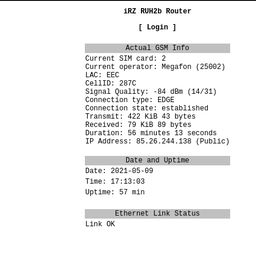 iRZ RUH2b Router
[ Login ]
Actual GSM Info
Current SIM card: 2
Current operator: Megafon (25002)
LAC: EEC
CellID: 287C
Signal Quality: -84 dBm (14/31)
Connection type: EDGE
Connection state: established
Transmit: 422 KiB 43 bytes
Received: 79 KiB 89 bytes
Duration: 56 minutes 13 seconds
IP Address: 85.26.244.138 (Public)
Date and Uptime
Date: 2021-05-09
Time: 17:13:03
Uptime: 57 min
Ethernet Link Status
Link OK